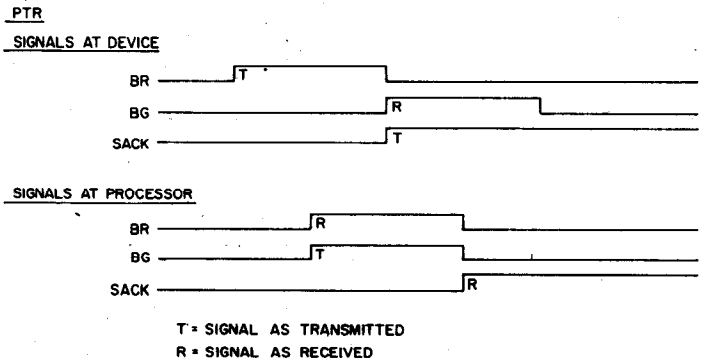 PTR
SIGNALS AT DEVICE
BR T
BG R
SACK T
SIGNALS AT PROCESSOR
BR R
BG T
SACK R
T = SIGNAL AS TRANSMITTED
R = SIGNAL AS RECEIVED